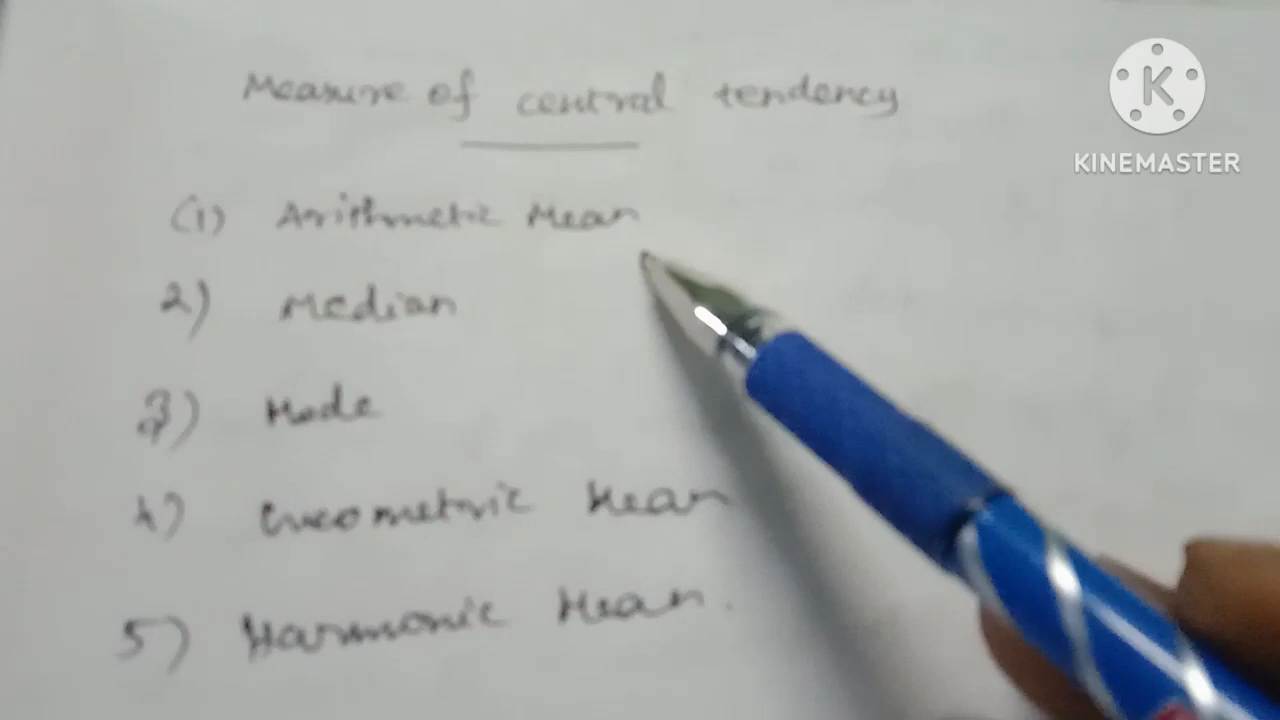 Measure of central tendency
K
KINEMASTER
(1) Arithmetic Mean
2) Median
3) Mode
4) Geometric Mean
5) Harmonic Mean.